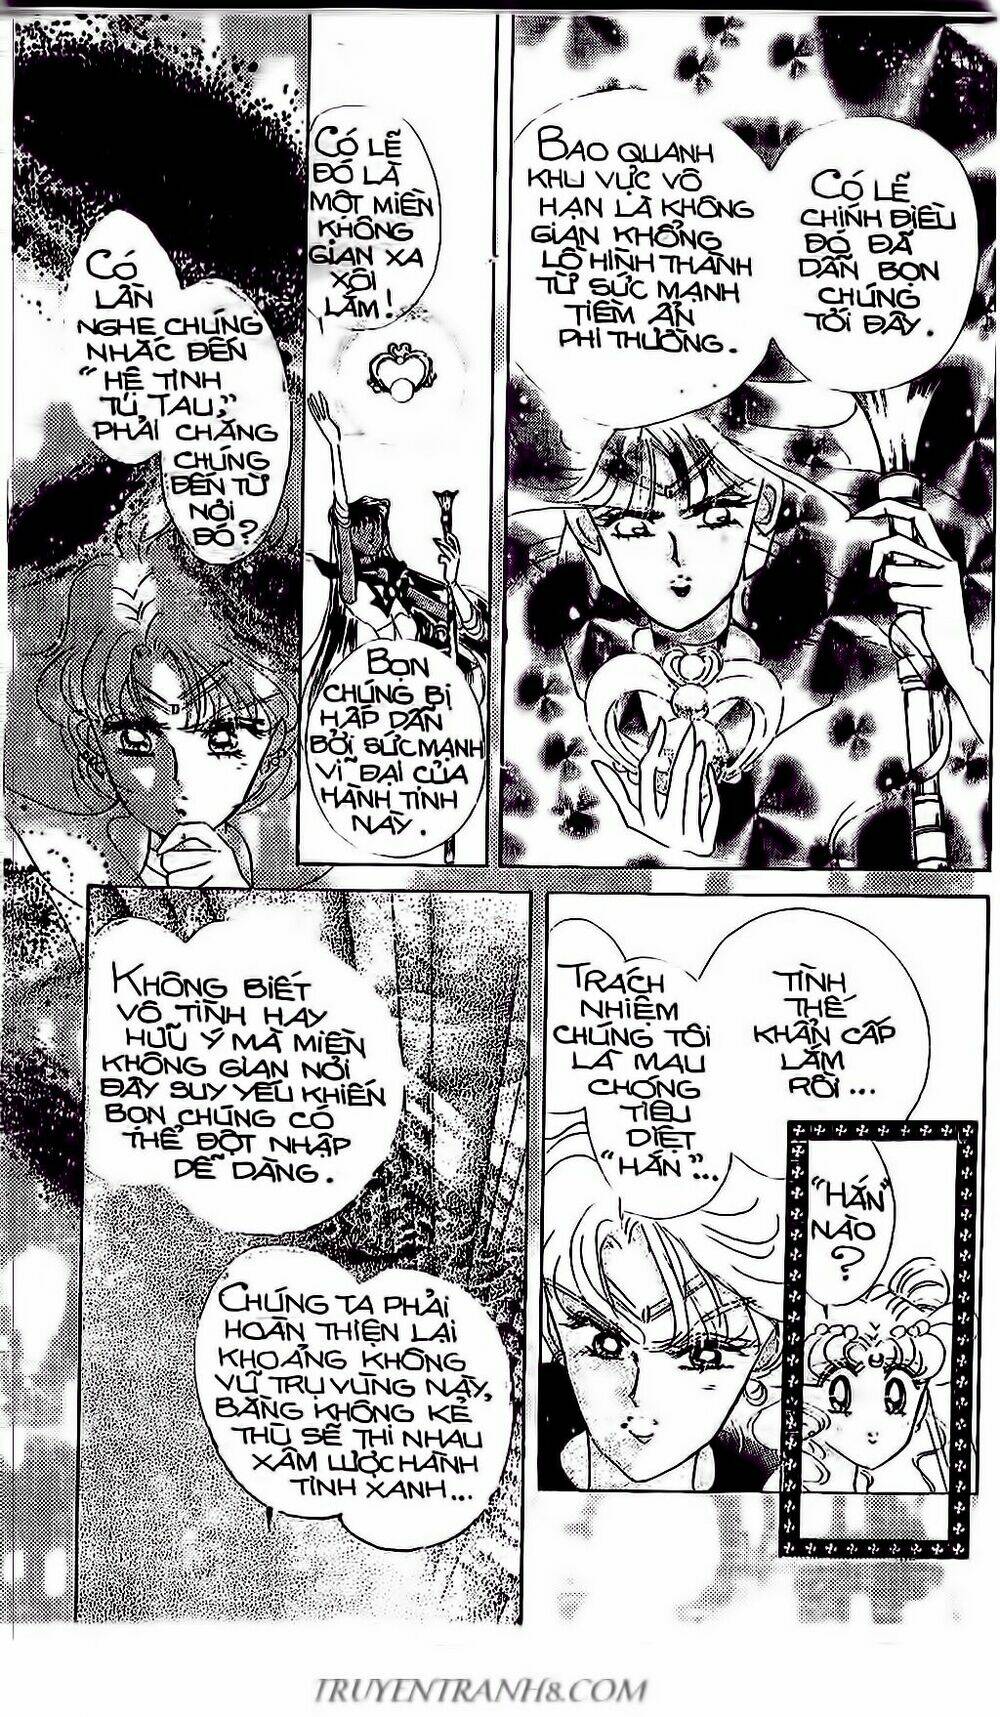 CÓ LẼ
CHÍNH ĐIỀU
ĐÓ ĐÃ
DẪN BỌN
CHÚNG
TỚI ĐÂY.
BAO QUANH
KHU VỰC VÔ
HẠN LÀ KHÔNG
GIAN KHỔNG
LỒ HÌNH THÀNH
TỪ SỨC MẠNH
TIỀM ẨN
PHI THƯỜNG.
CÓ LẼ
ĐÓ LÀ
MỘT MIỀN
KHÔNG
GIAN XA
XÔI
LẮM!
BỌN
CHÚNG BỊ
HẤP DẪN
BỞI SỨC MẠNH
VĨ ĐẠI CỦA
HÀNH TINH
NÀY.
CÓ
LẦN
NGHE CHÚNG
NHẮC ĐẾN
"HỆ TINH
TÚ TAU,"
PHẢI CHĂNG
CHÚNG
ĐẾN TỪ
NƠI
ĐÓ?
TÌNH
THẾ
KHẨN CẤP
LẮM
RỒI...
TRÁCH
NHIỆM
CHÚNG TÔI
LÀ MAU
CHÓNG
TIÊU
DIỆT
"HẮN"...
"HẮN"
NÀO
?
KHÔNG BIẾT
VÔ TÌNH HAY
HỮU Ý MÀ MIỀN
KHÔNG GIAN NƠI
ĐÂY SUY YẾU KHIẾN
BỌN CHÚNG CÓ
THỂ ĐỘT NHẬP
DỄ DÀNG.
CHÚNG TA PHẢI
HOÀN THIỆN LẠI
KHOẢNG KHÔNG
VŨ TRỤ VÙNG NÀY,
BẰNG KHÔNG KẺ
THÙ SẼ THI NHAU
XÂM LƯỢC HÀNH
TINH XANH...
TRUYENTRANH8.COM